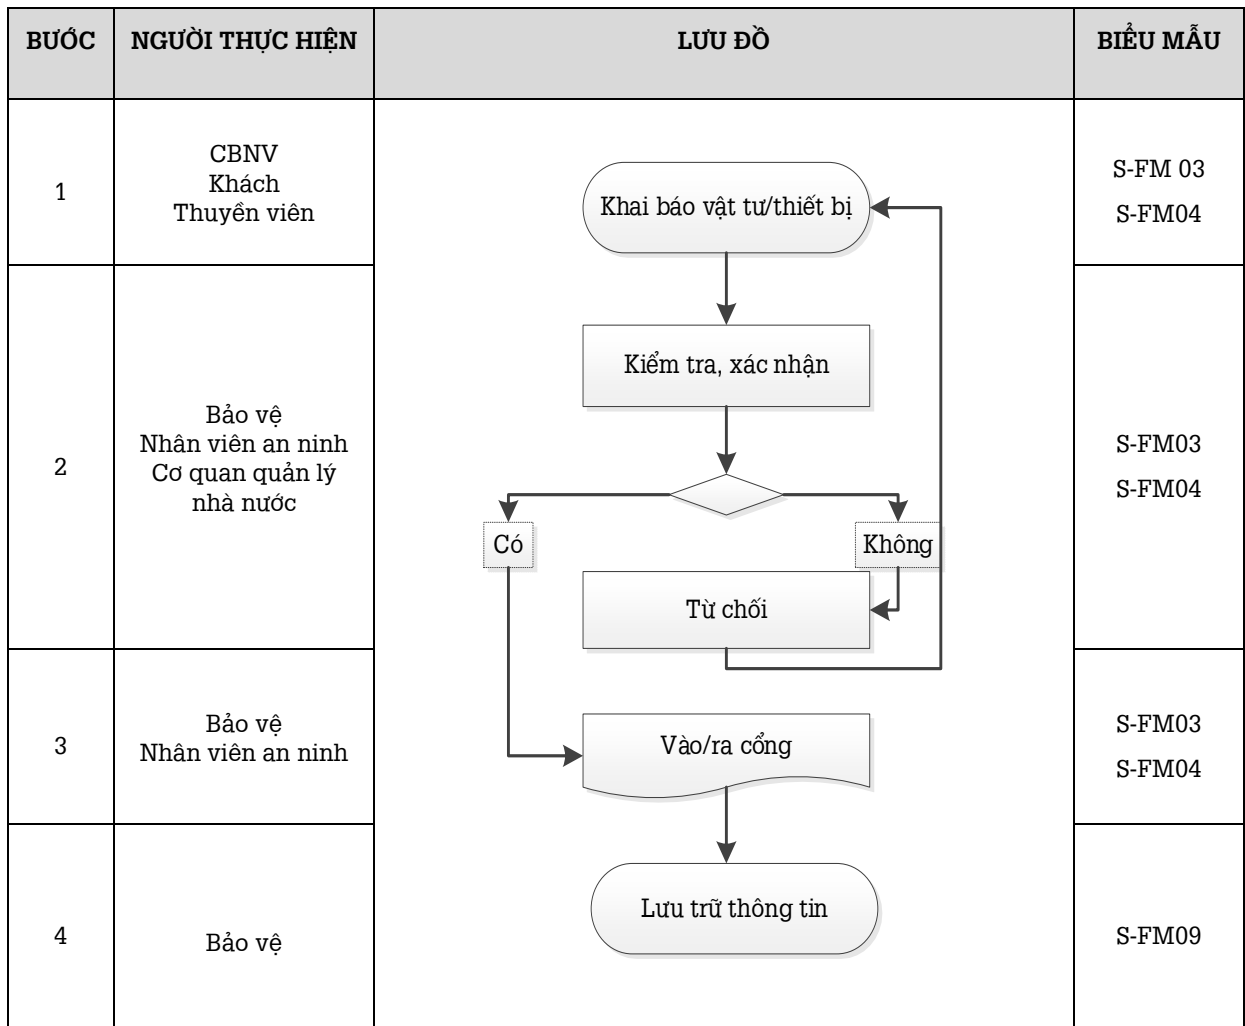 BƯỚC
NGƯỜI THỰC HIỆN
LƯU ĐỒ
BIỂU MẪU
1
CBNV
Khách
Thuyền viên
Khai báo vật tư/thiết bị
S-FM 03
S-FM04
2
Bảo vệ
Nhân viên an ninh
Cơ quan quản lý
nhà nước
Kiểm tra, xác nhận
Có
Không
Từ chối
S-FM03
S-FM04
3
Bảo vệ
Nhân viên an ninh
Vào/ra cổng
S-FM03
S-FM04
4
Bảo vệ
Lưu trữ thông tin
S-FM09